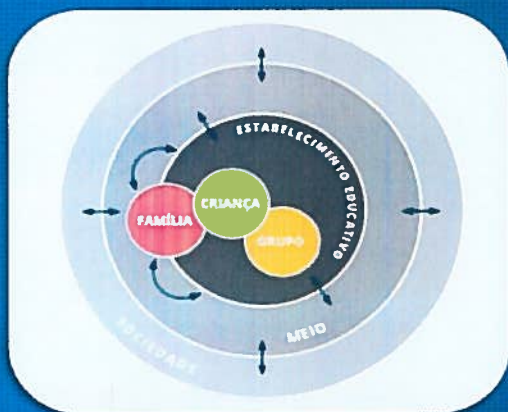 ESTABELECIMENTO EDUCATIVO
CRIANÇA
FAMÍLIA
GRUPO
MEIO
SOCIEDADE